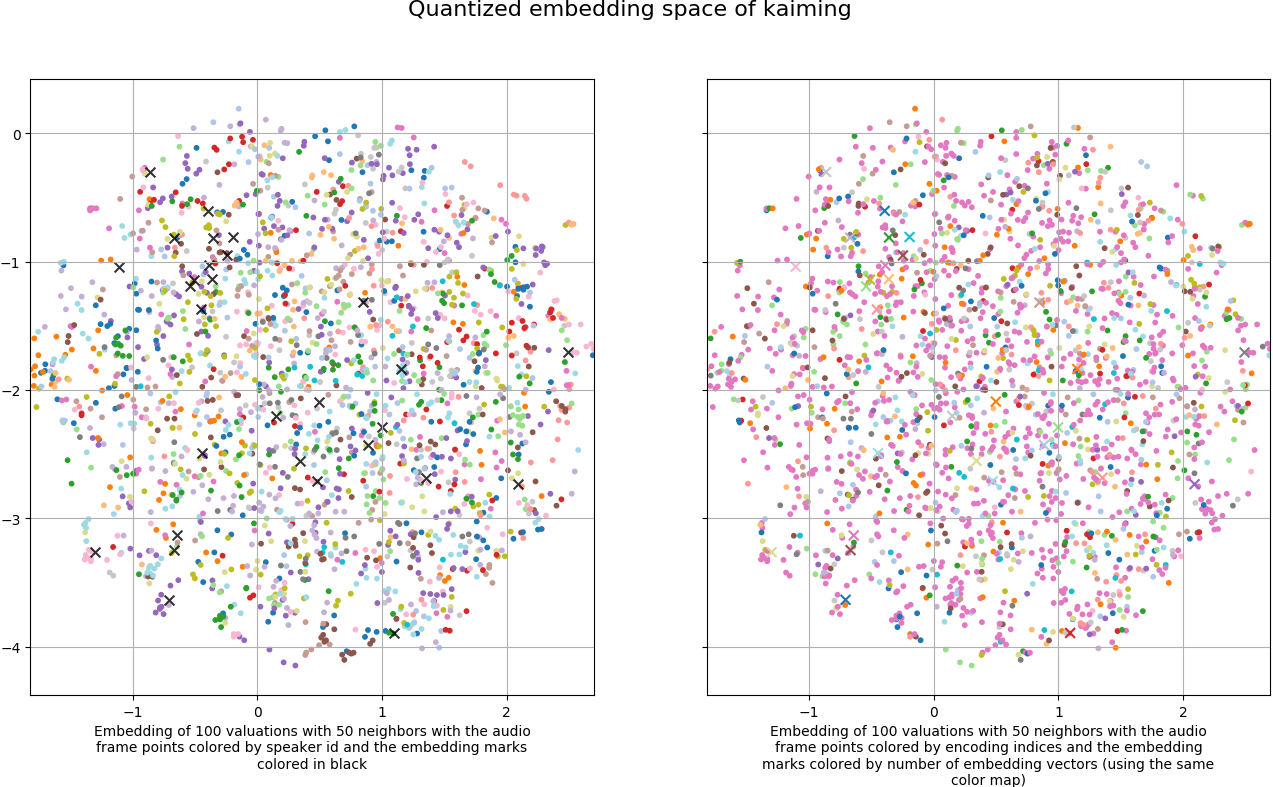 Quantized embedding space of kaiming
0
−1
−2
−3
−4
−1 0 1 2
−1 0 1 2
Embedding of 100 valuations with 50 neighbors with the audio
frame points colored by speaker id and the embedding marks
colored in black
Embedding of 100 valuations with 50 neighbors with the audio
frame points colored by encoding indices and the embedding
marks colored by number of embedding vectors (using the same
color map)